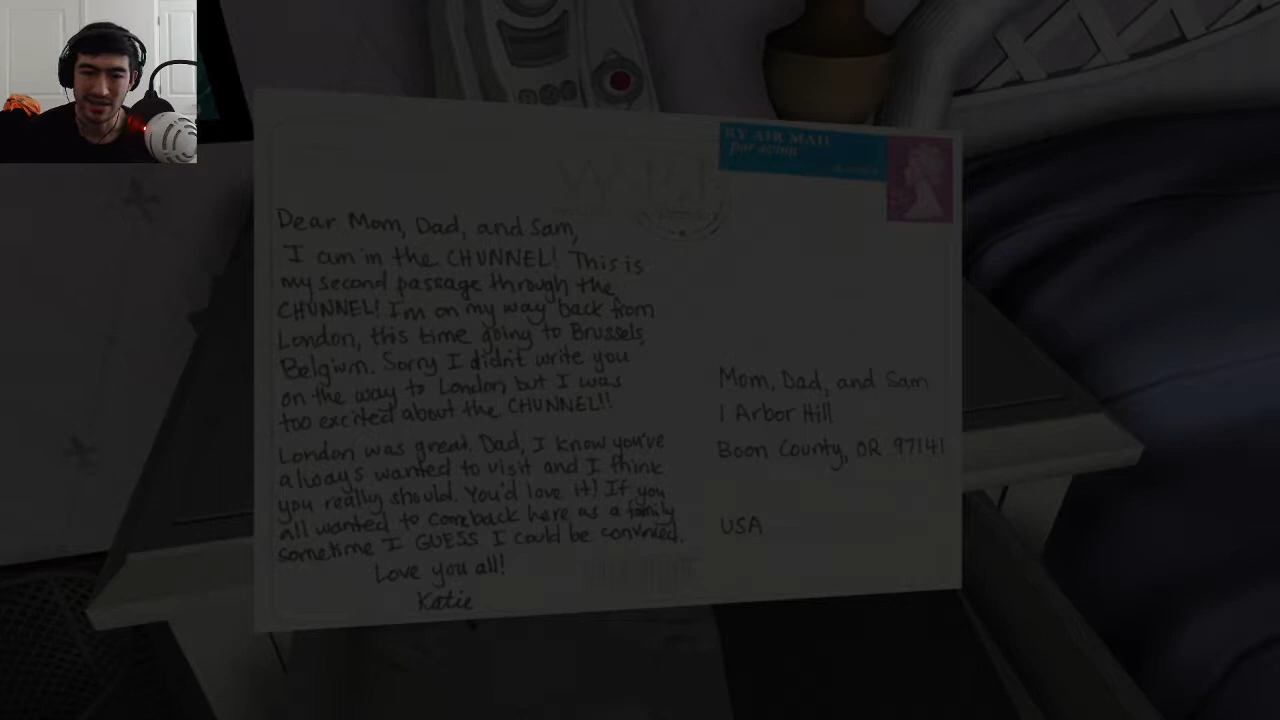 BY AIR MAIL
par avion
Dear Mom, Dad, and Sam,
I am in the CHUNNEL! This is
my second passage through the
CHUNNEL! I'm on my way back from
London, this time going to Brussels,
Belgium. Sorry I didn't write you
on the way to London but I was
too excited about the CHUNNEL!!
London was great. Dad, I know you've
always wanted to visit and I think
you really should. You'd love it! If you
all wanted to come back here as a family
sometime I GUESS I could be convinced.
Love you all!
Katie
Mom, Dad, and Sam
1 Arbor Hill
Boon County, OR 97141
USA